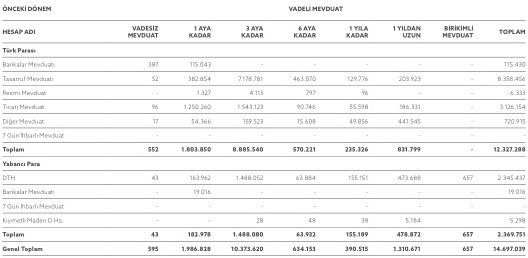 ÖNCEKİ DÖNEM VADELİ MEVDUAT
HESAP ADI VADESİZ MEVDUAT 1 AYA KADAR 3 AYA KADAR 6 AYA KADAR 1 YILA KADAR 1 YILDAN UZUN BİRİKİMLİ MEVDUAT TOPLAM
Türk Parası
Bankalar Mevduatı 387 115.043 - - - - - 115.430
Tasarruf Mevduatı 52 382.854 7.178.781 463.070 129.776 203.923 - 8.358.456
Resmi Mevduat - 1.327 4.113 797 96 - - 6.333
Ticari Mevduat 96 1.250.260 1.543.123 90.746 55.598 186.331 - 3.126.154
Diğer Mevduat 17 54.366 159.523 15.608 49.856 441.545 - 720.915
7 Gün İhbarlı Mevduat - - - - - - - -
Toplam 552 1.803.850 8.885.540 570.221 235.326 831.799 - 12.327.288
Yabancı Para
DTH 43 163.962 1.488.052 63.884 155.151 473.688 657 2.345.437
Bankalar Mevduatı - 19.016 - - - - - 19.016
7 Gün İhbarlı Mevduat - - - - - - - -
Kıymetli Maden D.Hs. - - 28 48 38 5.184 5.298
Toplam 43 182.978 1.488.080 63.932 155.189 478.872 657 2.369.751
Genel Toplam 595 1.986.828 10.373.620 634.153 390.515 1.310.671 657 14.697.039